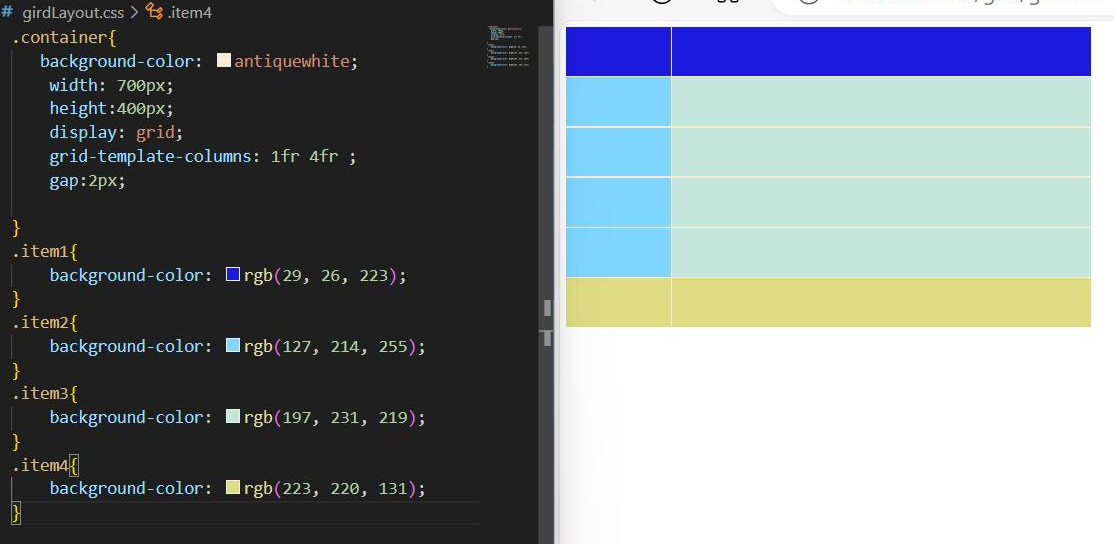 # girdLayout.css > .item4
.container{
background-color: antiquewhite;
width: 700px;
height:400px;
display: grid;
grid-template-columns: 1fr 4fr ;
gap:2px;
}
.item1{
background-color: rgb(29, 26, 223);
}
.item2{
background-color: rgb(127, 214, 255);
}
.item3{
background-color: rgb(197, 231, 219);
}
.item4{
background-color: rgb(223, 220, 131);
}